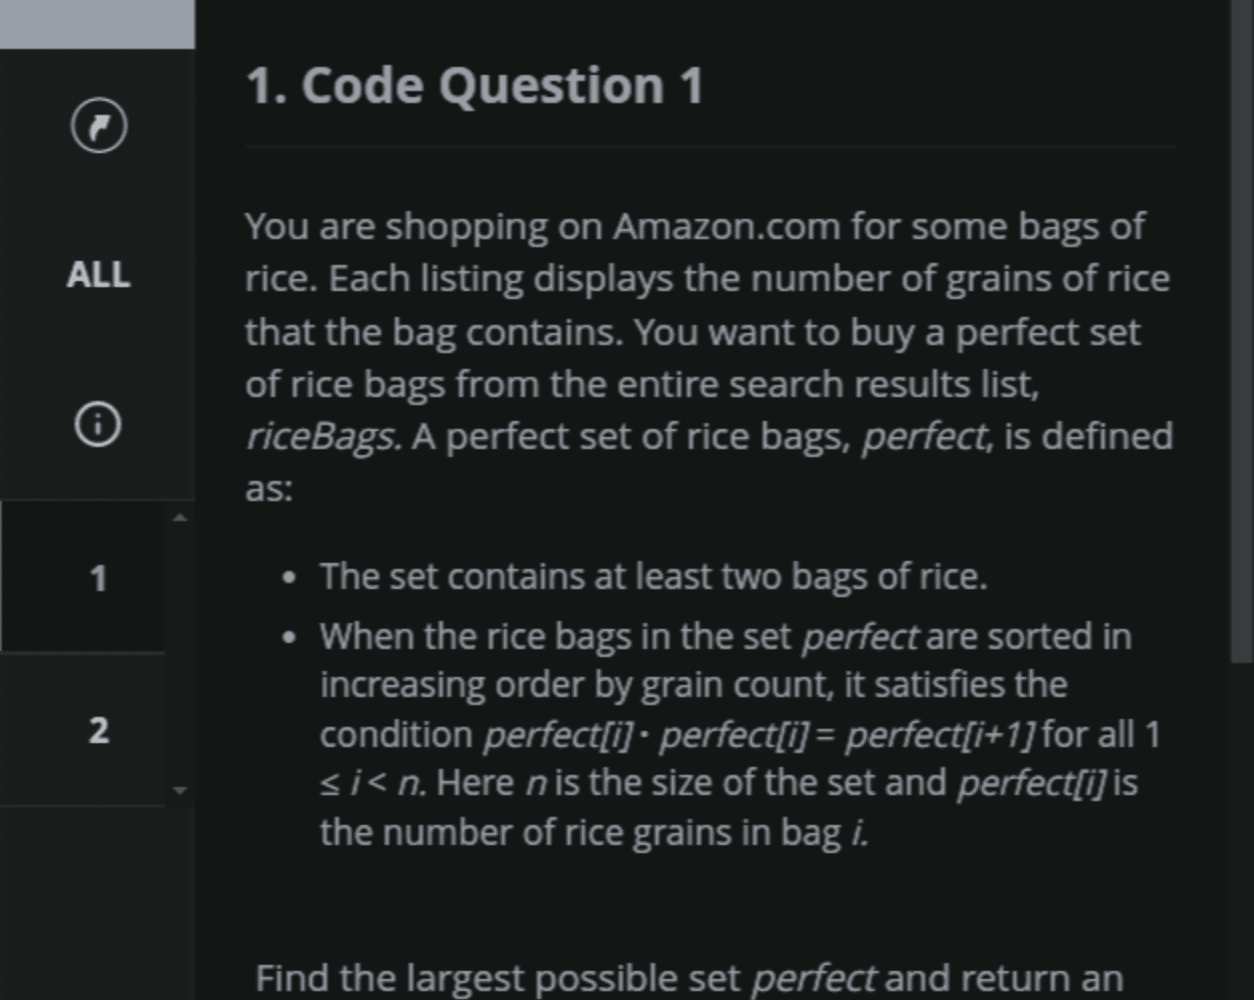 1. Code Question 1
ALL
You are shopping on Amazon.com for some bags of
rice. Each listing displays the number of grains of rice
that the bag contains. You want to buy a perfect set
of rice bags from the entire search results list,
riceBags. A perfect set of rice bags, perfect, is defined
as:
• The set contains at least two bags of rice.
• When the rice bags in the set perfect are sorted in
increasing order by grain count, it satisfies the
condition perfect[i] · perfect[i] = perfect[i+1] for all 1
≤ i < n. Here n is the size of the set and perfect[i] is
the number of rice grains in bag i.
Find the largest possible set perfect and return an
1
2